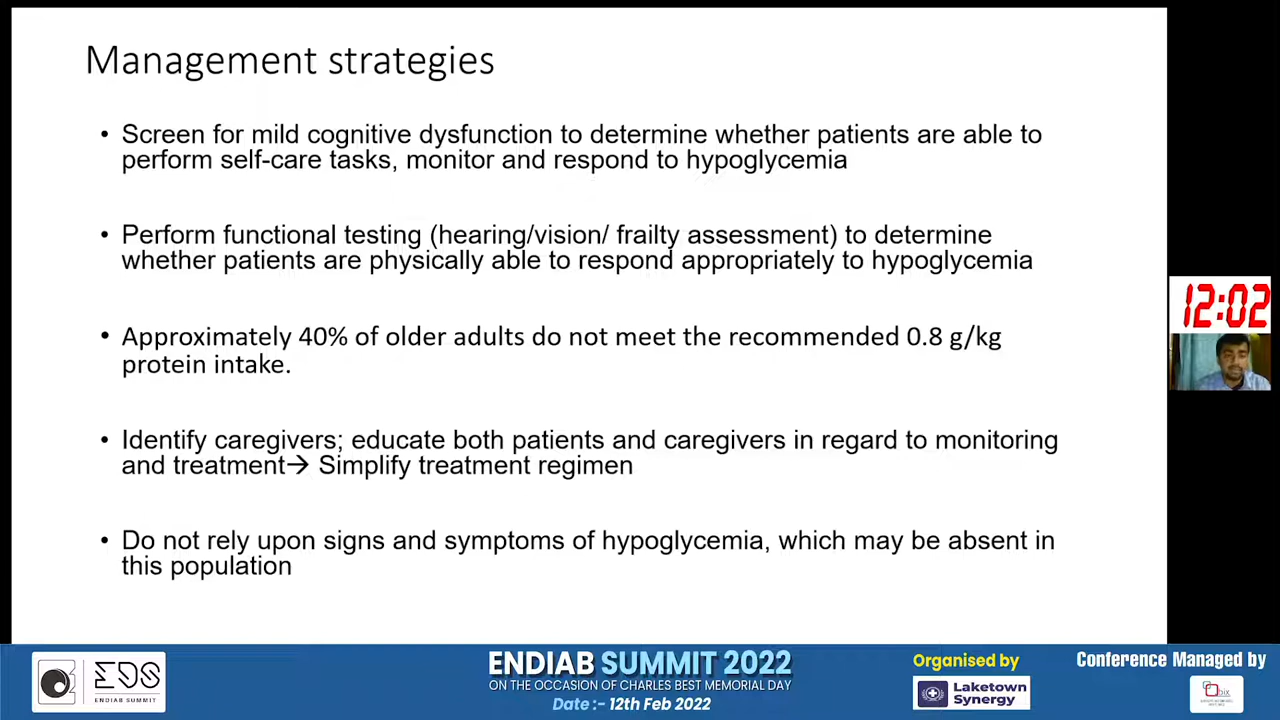 Management strategies
• Screen for mild cognitive dysfunction to determine whether patients are able to
perform self-care tasks, monitor and respond to hypoglycemia
• Perform functional testing (hearing/vision/ frailty assessment) to determine
whether patients are physically able to respond appropriately to hypoglycemia
• Approximately 40% of older adults do not meet the recommended 0.8 g/kg
protein intake.
• Identify caregivers; educate both patients and caregivers in regard to monitoring
and treatment→ Simplify treatment regimen
• Do not rely upon signs and symptoms of hypoglycemia, which may be absent in
this population
12:02
EDS
ENDIAB SUMMIT
ENDIAB SUMMIT 2022
ON THE OCCASION OF CHARLES BEST MEMORIAL DAY
Date :- 12th Feb 2022
Organised by
Laketown
Synergy
Conference Managed by